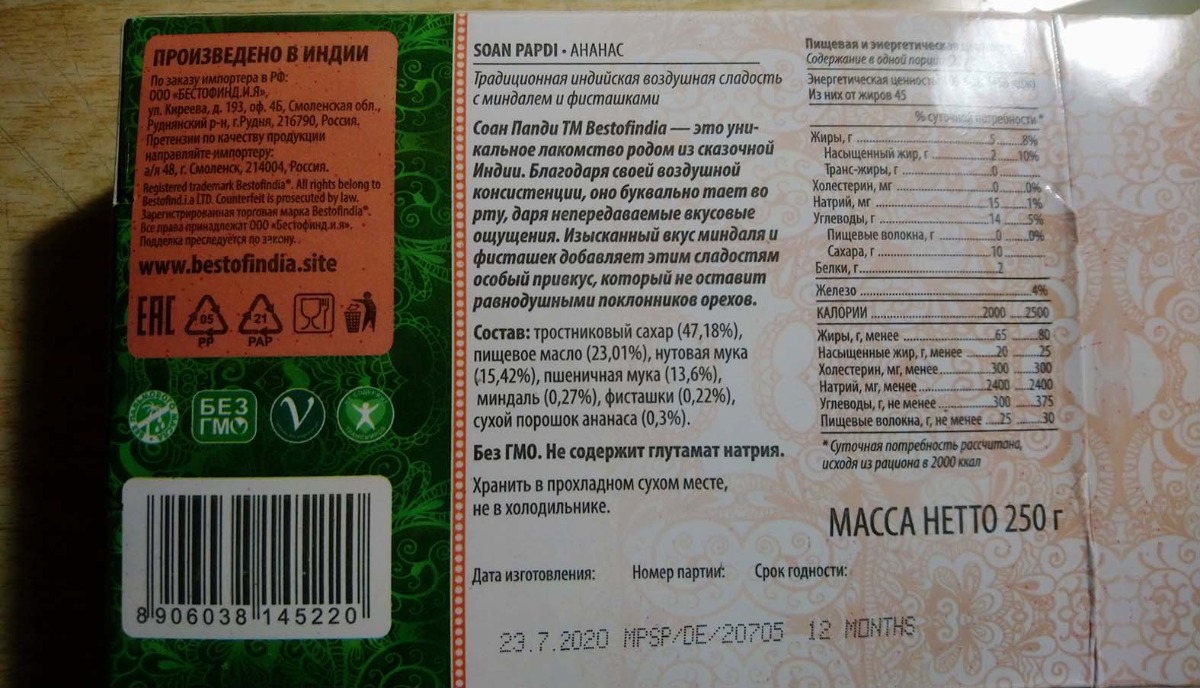 ПРОИЗВЕДЕНО В ИНДИИ
По заказу импортера в РФ:
ООО «БЕСТОФИНД.И.Я»,
ул. Киреева, д. 193, оф. 4Б, Смоленская обл.,
Руднянский р-н, г.Рудня, 216790, Россия.
Претензии по качеству продукции
направляйте импортеру:
а/я 48, г. Смоленск, 214004, Россия.
Registered trademark Bestofindia®. All rights belong to
Bestofind.i.a LTD. Counterfeit is prosecuted by law.
Зарегистрированная торговая марка Bestofindia®.
Все права принадлежат ООО «Бестофинд.и.я».
Подделка преследуется по закону.
www.bestofindia.site
EAC
05
PP
21
PAP
БЕЗ
ГМО
V
8 906038 145220
SOAN PAPDI • АНАНАС
Традиционная индийская воздушная сладость
с миндалем и фисташками
Соан Папди ТМ Bestofindia — это уни-
кальное лакомство родом из сказочной
Индии. Благодаря своей воздушной
консистенции, оно буквально тает во
рту, даря непередаваемые вкусовые
ощущения. Изысканный вкус миндаля и
фисташек добавляет этим сладостям
особый привкус, который не оставит
равнодушными поклонников орехов.
Состав: тростниковый сахар (47,18%),
пищевое масло (23,01%), нутовая мука
(15,42%), пшеничная мука (13,6%),
миндаль (0,27%), фисташки (0,22%),
сухой порошок ананаса (0,3%).
Без ГМО. Не содержит глутамат натрия.
Хранить в прохладном сухом месте,
не в холодильнике.
Дата изготовления: Номер партии: Срок годности:
23.7.2020 MPSP/OE/20705 12 MONTHS
Пищевая и энергетическая
Содержание в одной порции
Энергетическая ценность
Из них от жиров 45
% суточной потребности*
Жиры, г 5 8%
Насыщенный жир, г 2 10%
Транс-жиры, г 0
Холестерин, мг 0 0%
Натрий, мг 15 1%
Углеводы, г 14 5%
Пищевые волокна, г 0 0%
Сахара, г 10
Белки, г 2
Железо 4%
КАЛОРИИ 2000 2500
Жиры, г, менее 65 80
Насыщенные жир, г, менее 20 25
Холестерин, мг, менее 300 300
Натрий, мг, менее 2400 2400
Углеводы, г, не менее 300 375
Пищевые волокна, г, не менее 25 30
* Суточная потребность рассчитана,
исходя из рациона в 2000 ккал
МАССА НЕТТО 250 г